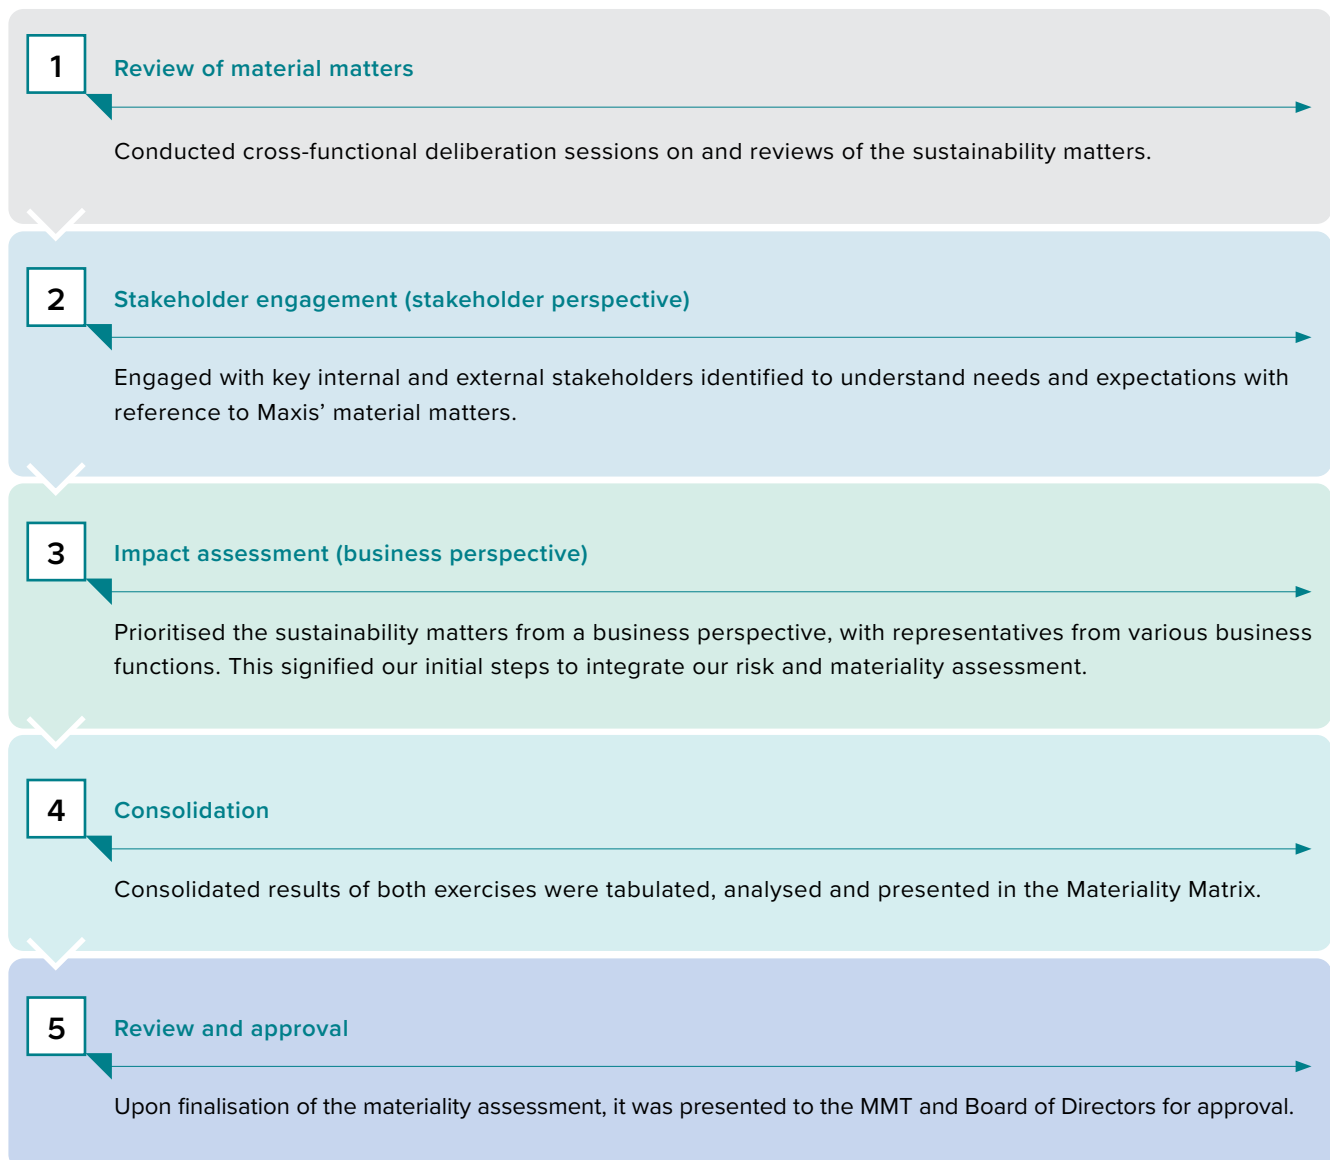 1
Review of material matters
Conducted cross-functional deliberation sessions on and reviews of the sustainability matters.
2
Stakeholder engagement (stakeholder perspective)
Engaged with key internal and external stakeholders identified to understand needs and expectations with
reference to Maxis’ material matters.
3
Impact assessment (business perspective)
Prioritised the sustainability matters from a business perspective, with representatives from various business
functions. This signified our initial steps to integrate our risk and materiality assessment.
4
Consolidation
Consolidated results of both exercises were tabulated, analysed and presented in the Materiality Matrix.
5
Review and approval
Upon finalisation of the materiality assessment, it was presented to the MMT and Board of Directors for approval.